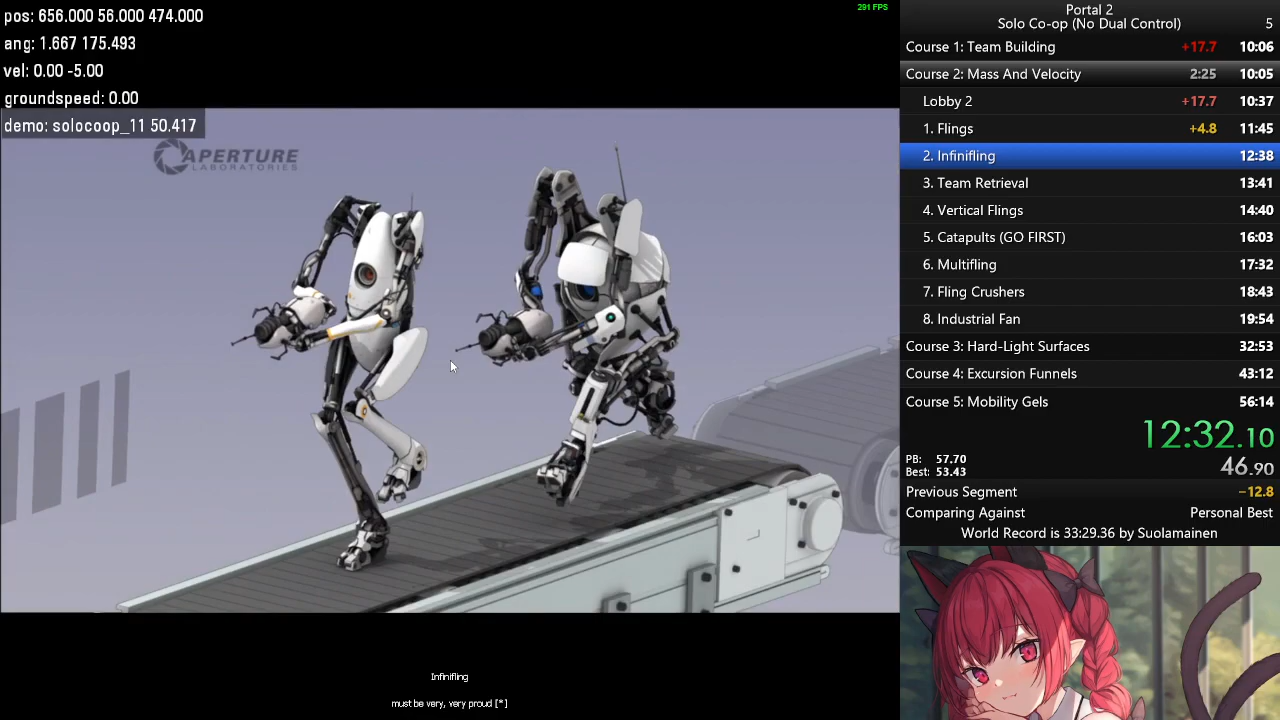 pos: 656.000 56.000 474.000
ang: 1.667 175.493
vel: 0.00 -5.00
groundspeed: 0.00
demo: solocoop_11 50.417
291 FPS
APERTURE
LABORATORIES
Infinifling
must be very, very proud [*]
Portal 2
Solo Co-op (No Dual Control) 5
Course 1: Team Building +17.7 10:06
Course 2: Mass And Velocity 2:25 10:05
Lobby 2 +17.7 10:37
1. Flings +4.8 11:45
2. Infinifling 12:38
3. Team Retrieval 13:41
4. Vertical Flings 14:40
5. Catapults (GO FIRST) 16:03
6. Multifling 17:32
7. Fling Crushers 18:43
8. Industrial Fan 19:54
Course 3: Hard-Light Surfaces 32:53
Course 4: Excursion Funnels 43:12
Course 5: Mobility Gels 56:14
12:32.10
PB: 57.70
Best: 53.43
46.90
Previous Segment −12.8
Comparing Against Personal Best
World Record is 33:29.36 by Suolamainen